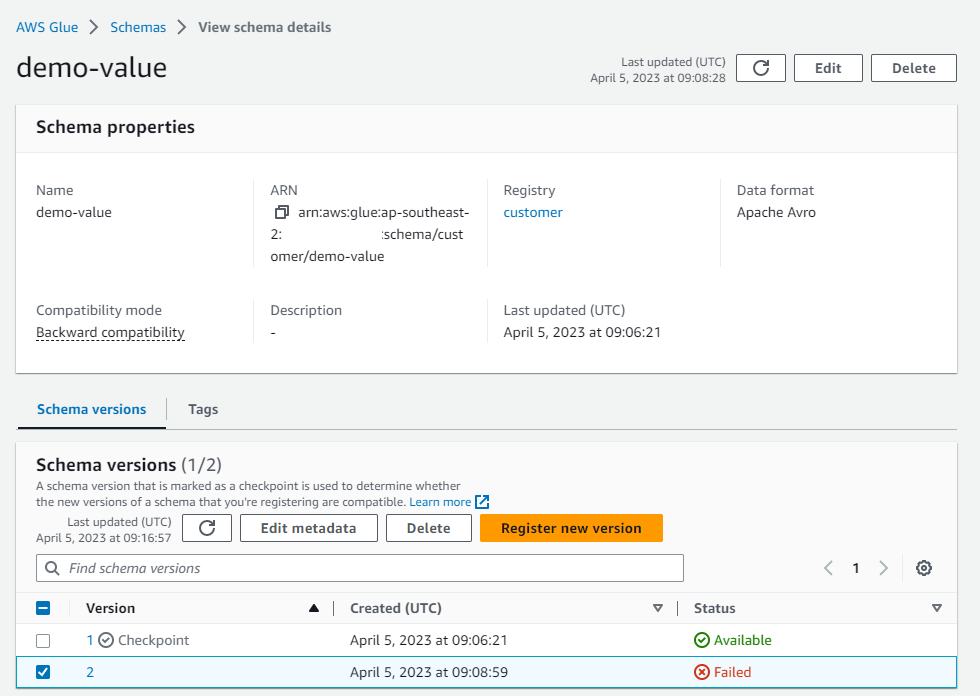 AWS Glue > Schemas > View schema details
demo-value
Last updated (UTC)
April 5, 2023 at 09:08:28
Edit
Delete
Schema properties
Name
demo-value
ARN
arn:aws:glue:ap-southeast-
2: :schema/cust
omer/demo-value
Registry
customer
Data format
Apache Avro
Compatibility mode
Backward compatibility
Description
-
Last updated (UTC)
April 5, 2023 at 09:06:21
Schema versions
Tags
Schema versions (1/2)
A schema version that is marked as a checkpoint is used to determine whether
the new versions of a schema that you're registering are compatible. Learn more
Last updated (UTC)
April 5, 2023 at 09:16:57
Edit metadata
Delete
Register new version
Find schema versions
1
Version Created (UTC) Status
1 Checkpoint April 5, 2023 at 09:06:21 Available
2 April 5, 2023 at 09:08:59 Failed